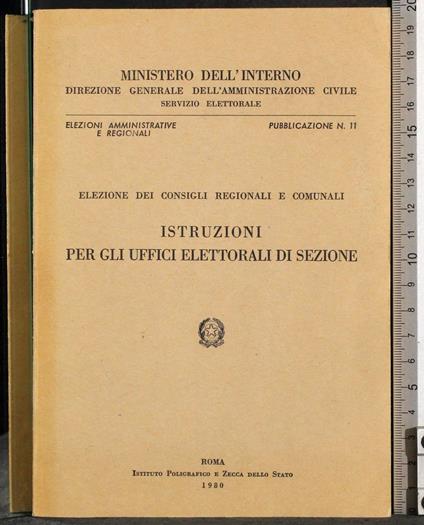 MINISTERO DELL'INTERNO
DIREZIONE GENERALE DELL'AMMINISTRAZIONE CIVILE
SERVIZIO ELETTORALE
ELEZIONI AMMINISTRATIVE
E REGIONALI
PUBBLICAZIONE N. 11
ELEZIONE DEI CONSIGLI REGIONALI E COMUNALI
ISTRUZIONI
PER GLI UFFICI ELETTORALI DI SEZIONE
ROMA
ISTITUTO POLIGRAFICO E ZECCA DELLO STATO
1980